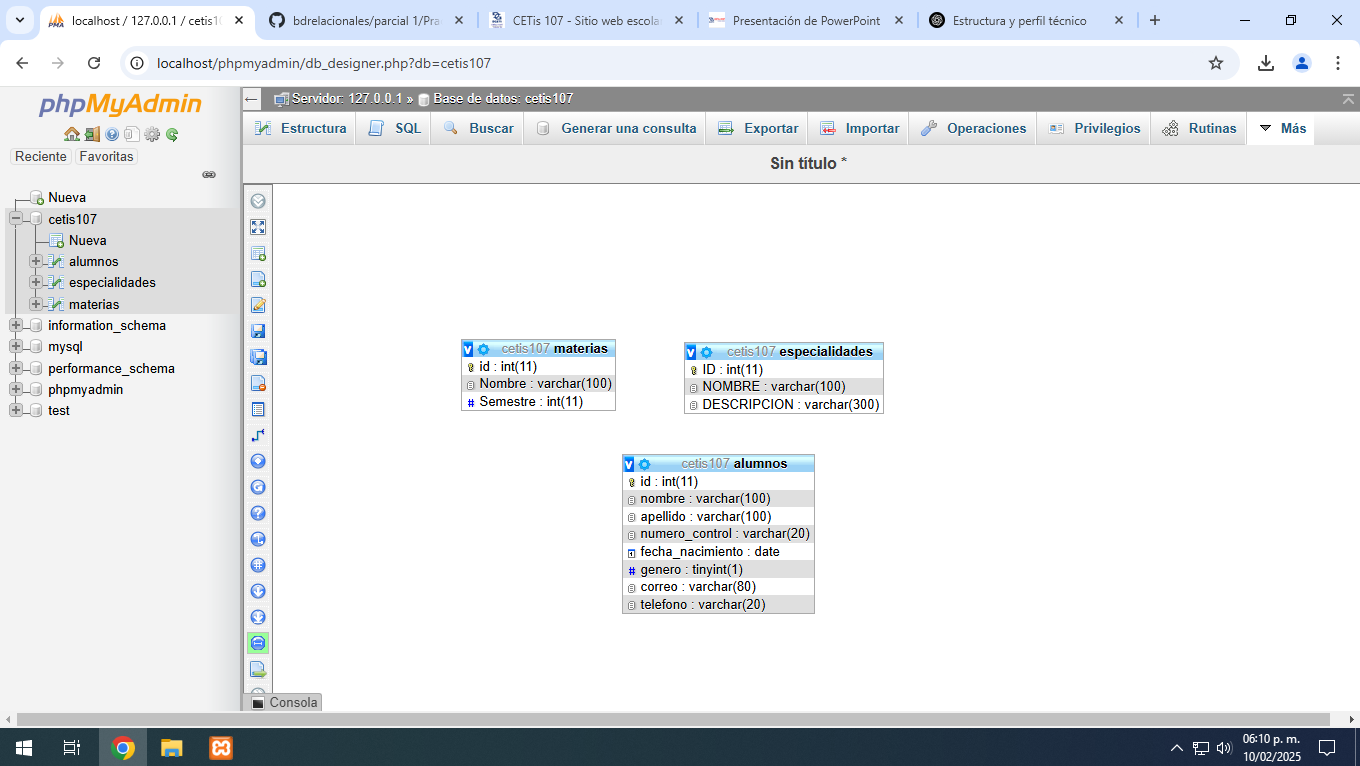 localhost / 127.0.0.1 / cetis10
bdrelacionales/parcial 1/Pra
CETis 107 - Sitio web escola
Presentación de PowerPoint
Estructura y perfil técnico
localhost/phpmyadmin/db_designer.php?db=cetis107
phpMyAdmin
Reciente Favoritas
Nueva
cetis107
Nueva
alumnos
especialidades
materias
information_schema
mysql
performance_schema
phpmyadmin
test
Servidor: 127.0.0.1 » Base de datos: cetis107
Estructura SQL Buscar Generar una consulta Exportar Importar Operaciones Privilegios Rutinas Más
Sin título *
v cetis107 materias
id : int(11)
Nombre : varchar(100)
# Semestre : int(11)
v cetis107 especialidades
ID : int(11)
NOMBRE : varchar(100)
DESCRIPCION : varchar(300)
v cetis107 alumnos
id : int(11)
nombre : varchar(100)
apellido : varchar(100)
numero_control : varchar(20)
fecha_nacimiento : date
# genero : tinyint(1)
correo : varchar(80)
telefono : varchar(20)
Consola
06:10 p. m.
10/02/2025